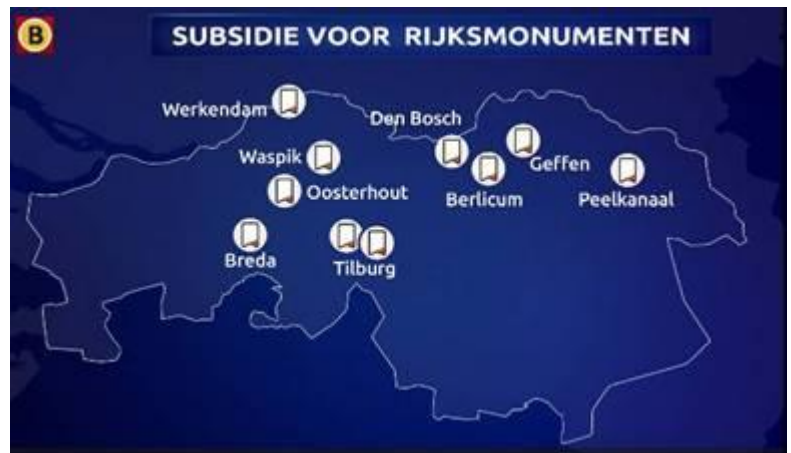 B
SUBSIDIE VOOR RIJKSMONUMENTEN
Werkendam
Den Bosch
Waspik
Geffen
Oosterhout
Berlicum
Peelkanaal
Breda
Tilburg